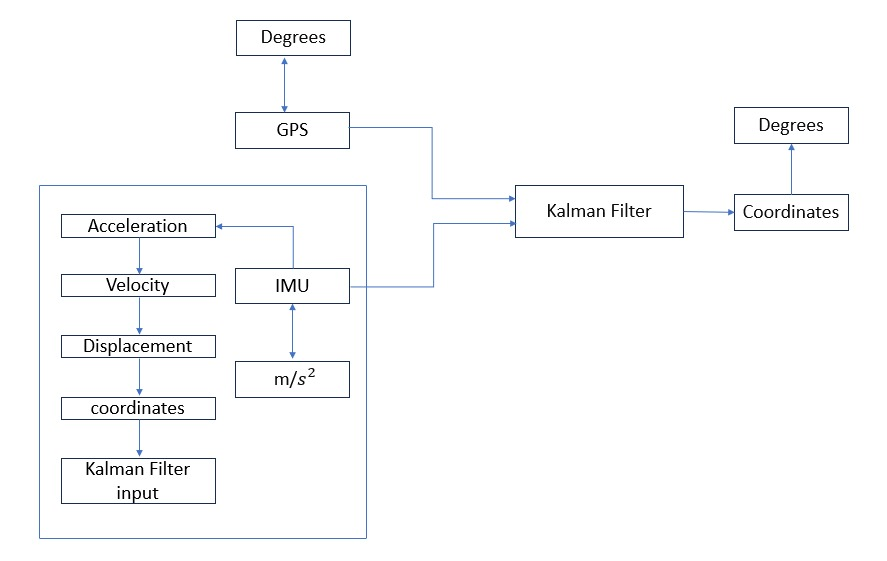 Degrees
GPS
Degrees
Kalman Filter
Coordinates
Acceleration
Velocity
IMU
Displacement
m/s²
coordinates
Kalman Filter
input